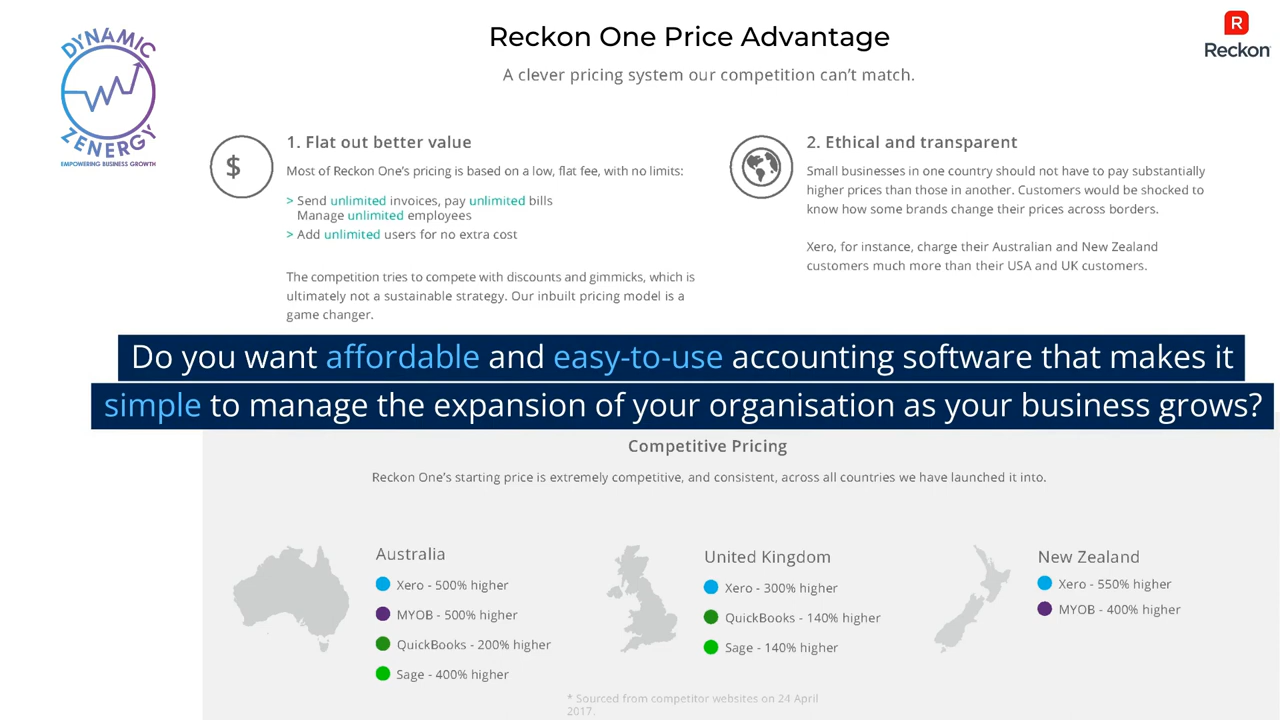 DYNAMIC
ZENERGY
EMPOWERING BUSINESS GROWTH
Reckon One Price Advantage
A clever pricing system our competition can't match.
R
Reckon
$
1. Flat out better value
Most of Reckon One's pricing is based on a low, flat fee, with no limits:
> Send unlimited invoices, pay unlimited bills
Manage unlimited employees
> Add unlimited users for no extra cost
The competition tries to compete with discounts and gimmicks, which is
ultimately not a sustainable strategy. Our inbuilt pricing model is a
game changer.
2. Ethical and transparent
Small businesses in one country should not have to pay substantially
higher prices than those in another. Customers would be shocked to
know how some brands change their prices across borders.
Xero, for instance, charge their Australian and New Zealand
customers much more than their USA and UK customers.
Do you want affordable and easy-to-use accounting software that makes it
simple to manage the expansion of your organisation as your business grows?
Competitive Pricing
Reckon One's starting price is extremely competitive, and consistent, across all countries we have launched it into.
Australia
Xero - 500% higher
MYOB - 500% higher
QuickBooks - 200% higher
Sage - 400% higher
United Kingdom
Xero - 300% higher
QuickBooks - 140% higher
Sage - 140% higher
New Zealand
Xero - 550% higher
MYOB - 400% higher
* Sourced from competitor websites on 24 April
2017.